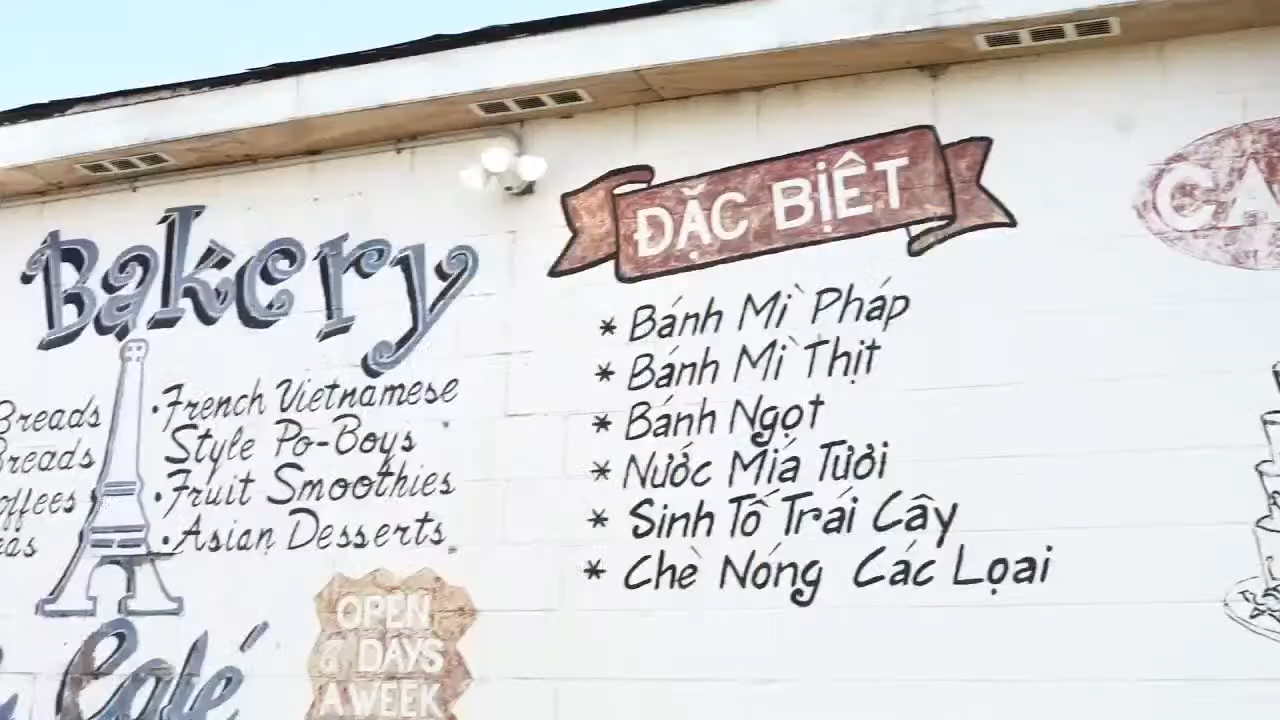 Bakery
Breads
Breads
• French Vietnamese
Style Po-Boys
• Fruit Smoothies
• Asian Desserts
Café
OPEN
7 DAYS
A WEEK
ĐẶC BIỆT
* Bánh Mì Pháp
* Bánh Mì Thịt
* Bánh Ngọt
* Nước Mía Tươi
* Sinh Tố Trái Cây
* Chè Nóng Các Loại
CA